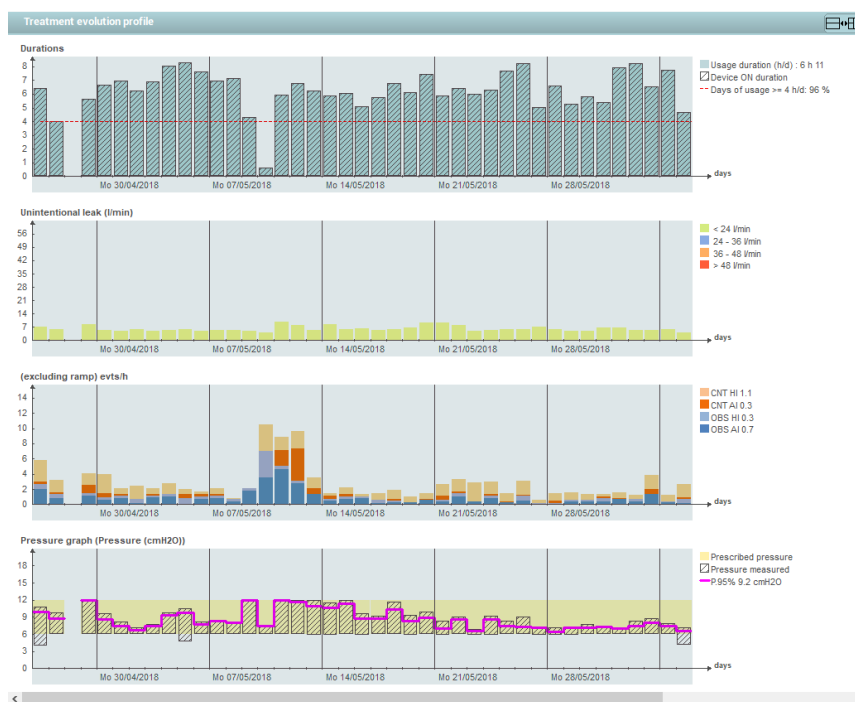 Treatment evolution profile
Durations
8
7
6
5
4
3
2
1
0
Usage duration (h/d) : 6 h 11
Device ON duration
Days of usage >= 4 h/d: 96 %
days
Mo 30/04/2018 Mo 07/05/2018 Mo 14/05/2018 Mo 21/05/2018 Mo 28/05/2018
Unintentional leak (l/min)
56
49
42
35
28
21
14
7
0
< 24 l/min
24 - 36 l/min
36 - 48 l/min
> 48 l/min
days
Mo 30/04/2018 Mo 07/05/2018 Mo 14/05/2018 Mo 21/05/2018 Mo 28/05/2018
(excluding ramp) evts/h
14
12
10
8
6
4
2
0
CNT HI 1.1
CNT AI 0.3
OBS HI 0.3
OBS AI 0.7
days
Mo 30/04/2018 Mo 07/05/2018 Mo 14/05/2018 Mo 21/05/2018 Mo 28/05/2018
Pressure graph (Pressure (cmH2O))
18
15
12
9
6
3
0
Prescribed pressure
Pressure measured
P.95% 9.2 cmH2O
days
Mo 30/04/2018 Mo 07/05/2018 Mo 14/05/2018 Mo 21/05/2018 Mo 28/05/2018